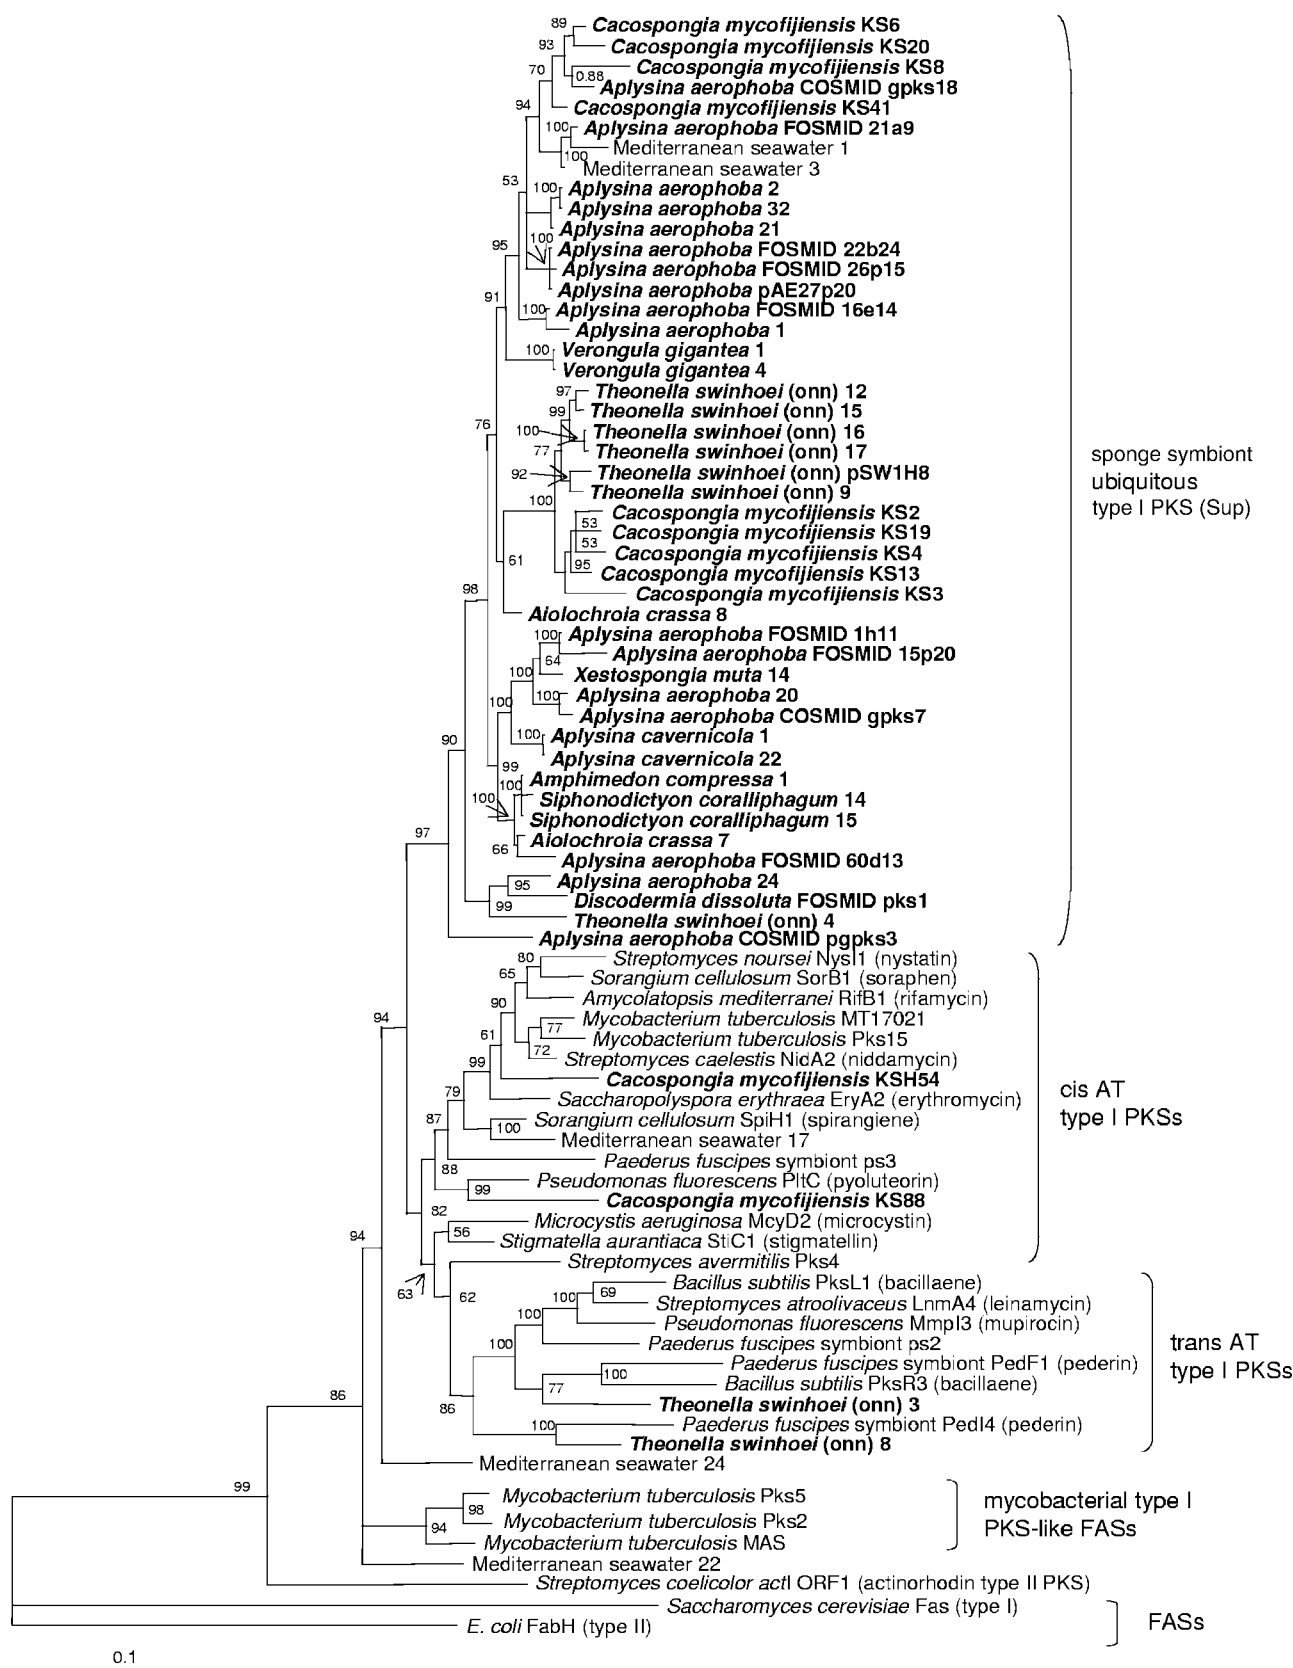 89
Cacospongia mycofijiensis KS6
93
Cacospongia mycofijiensis KS20
70
Cacospongia mycofijiensis KS8
0.88
Aplysina aerophoba COSMID gpks18
94
Cacospongia mycofijiensis KS41
100
Aplysina aerophoba FOSMID 21a9
Mediterranean seawater 1
100
Mediterranean seawater 3
53
100
Aplysina aerophoba 2
Aplysina aerophoba 32
Aplysina aerophoba 21
95
100
Aplysina aerophoba FOSMID 22b24
Aplysina aerophoba FOSMID 26p15
Aplysina aerophoba pAE27p20
91
100
Aplysina aerophoba FOSMID 16e14
Aplysina aerophoba 1
100
Verongula gigantea 1
Verongula gigantea 4
97
Theonella swinhoei (onn) 12
99
Theonella swinhoei (onn) 15
76
100
Theonella swinhoei (onn) 16
77
Theonella swinhoei (onn) 17
92
Theonella swinhoei (onn) pSW1H8
Theonella swinhoei (onn) 9
100
Cacospongia mycofijiensis KS2
53
Cacospongia mycofijiensis KS19
53
Cacospongia mycofijiensis KS4
95
Cacospongia mycofijiensis KS13
61
Cacospongia mycofijiensis KS3
98
Aiolochroia crassa 8
100
Aplysina aerophoba FOSMID 1h11
Aplysina aerophoba FOSMID 15p20
64
100
Xestospongia muta 14
100
Aplysina aerophoba 20
100
Aplysina aerophoba COSMID gpks7
100
Aplysina cavernicola 1
90
Aplysina cavernicola 22
99
Amphimedon compressa 1
100
100
Siphonodictyon coralliphagum 14
Siphonodictyon coralliphagum 15
97
Aiolochroia crassa 7
66
Aplysina aerophoba FOSMID 60d13
95
Aplysina aerophoba 24
Discodermia dissoluta FOSMID pks1
99
Theonella swinhoei (onn) 4
Aplysina aerophoba COSMID pgpks3
sponge symbiont
ubiquitous
type I PKS (Sup)
80
Streptomyces noursei NysI1 (nystatin)
65
Sorangium cellulosum SorB1 (soraphen)
90
Amycolatopsis mediterranei RifB1 (rifamycin)
94
Mycobacterium tuberculosis MT17021
77
61
Mycobacterium tuberculosis Pks15
72
Streptomyces caelestis NidA2 (niddamycin)
99
Cacospongia mycofijiensis KSH54
79
Saccharopolyspora erythraea EryA2 (erythromycin)
87
Sorangium cellulosum SpiH1 (spirangiene)
100
Mediterranean seawater 17
Paederus fuscipes symbiont ps3
88
Pseudomonas fluorescens PltC (pyoluteorin)
99
Cacospongia mycofijiensis KS88
82
Microcystis aeruginosa McyD2 (microcystin)
56
94
Stigmatella aurantiaca StiC1 (stigmatellin)
Streptomyces avermitilis Pks4
cis AT
type I PKSs
63
62
Bacillus subtilis PksL1 (bacillaene)
69
100
Streptomyces atroolivaceus LnmA4 (leinamycin)
100
Pseudomonas fluorescens MmpI3 (mupirocin)
100
Paederus fuscipes symbiont ps2
Paederus fuscipes symbiont PedF1 (pederin)
100
77
Bacillus subtilis PksR3 (bacillaene)
86
86
Theonella swinhoei (onn) 3
100
Paederus fuscipes symbiont PedI4 (pederin)
Theonella swinhoei (onn) 8
trans AT
type I PKSs
Mediterranean seawater 24
99
Mycobacterium tuberculosis Pks5
98
Mycobacterium tuberculosis Pks2
94
Mycobacterium tuberculosis MAS
mycobacterial type I
PKS-like FASs
Mediterranean seawater 22
Streptomyces coelicolor actI ORF1 (actinorhodin type II PKS)
Saccharomyces cerevisiae Fas (type I)
E. coli FabH (type II)
FASs
0.1